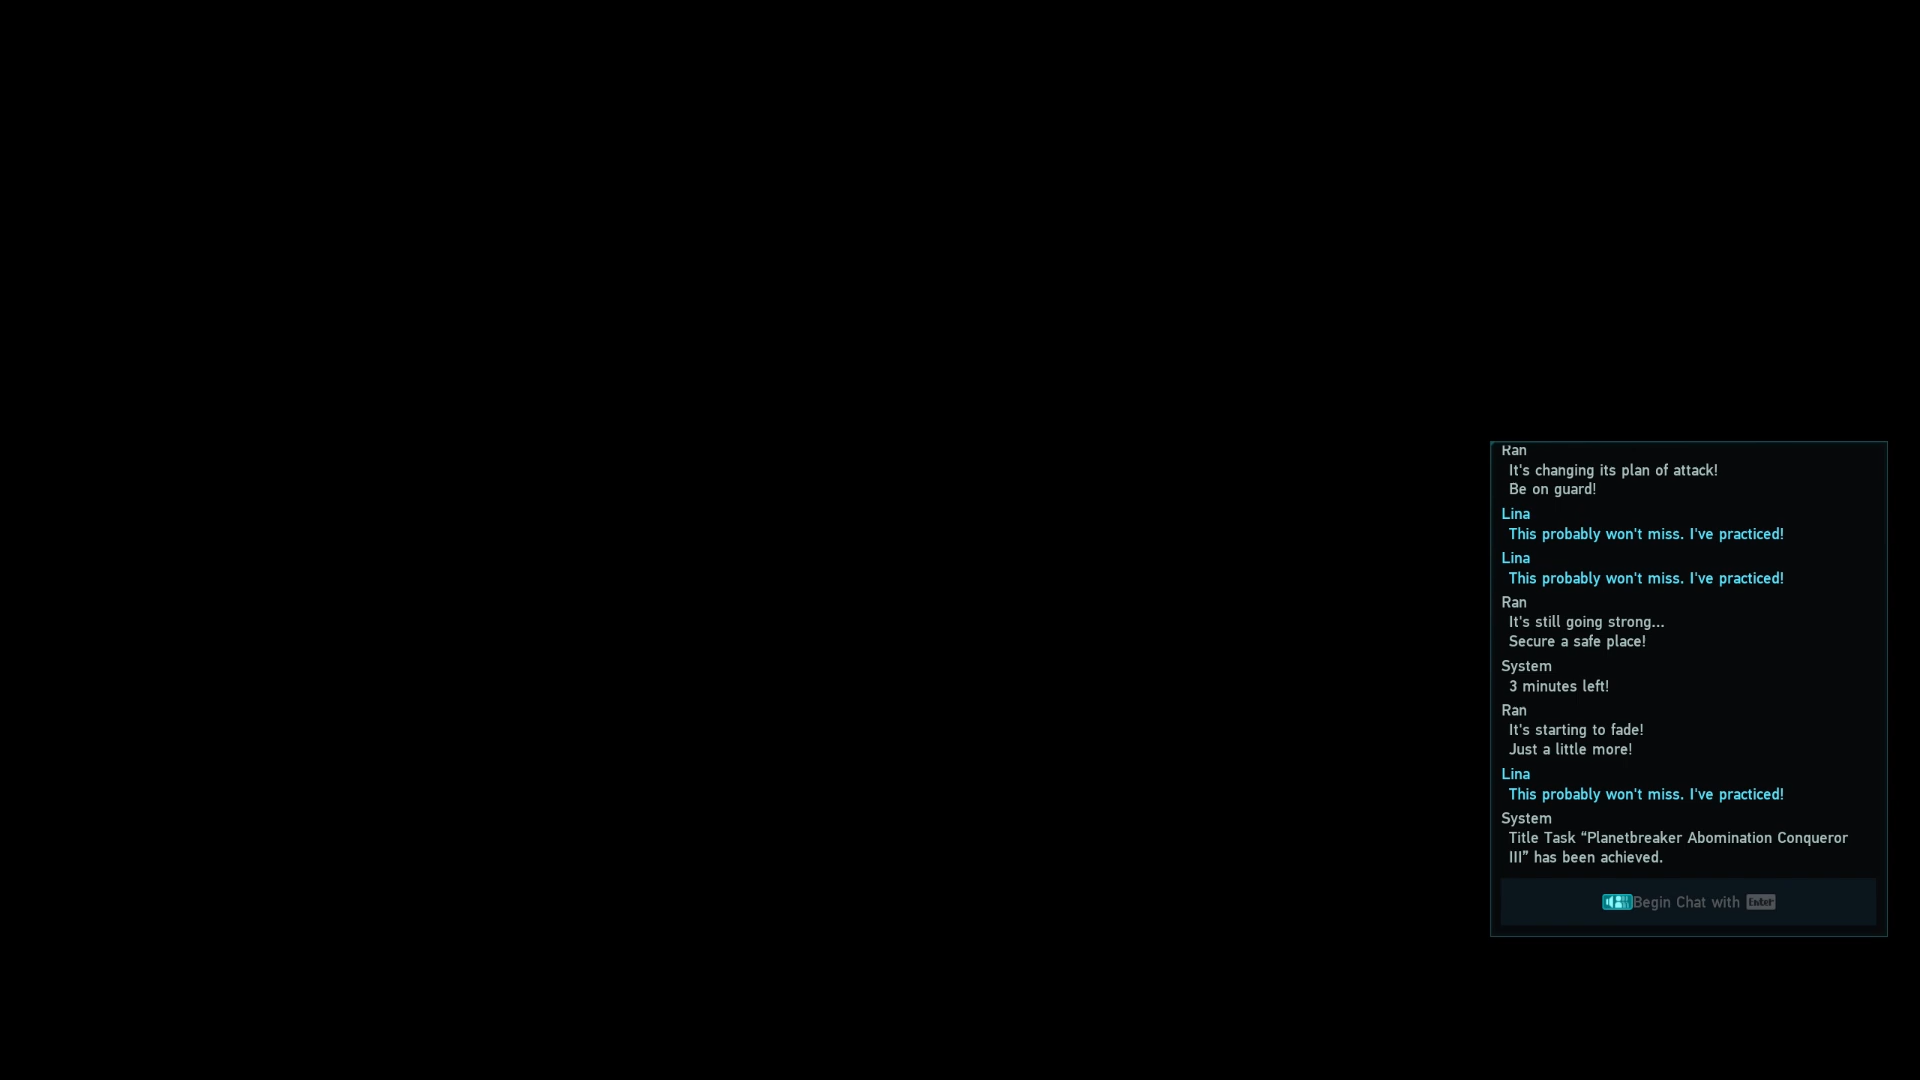 Ran
It's changing its plan of attack!
Be on guard!
Lina
This probably won't miss. I've practiced!
Lina
This probably won't miss. I've practiced!
Ran
It's still going strong...
Secure a safe place!
System
3 minutes left!
Ran
It's starting to fade!
Just a little more!
Lina
This probably won't miss. I've practiced!
System
Title Task “Planetbreaker Abomination Conqueror
III” has been achieved.
Begin Chat with Enter